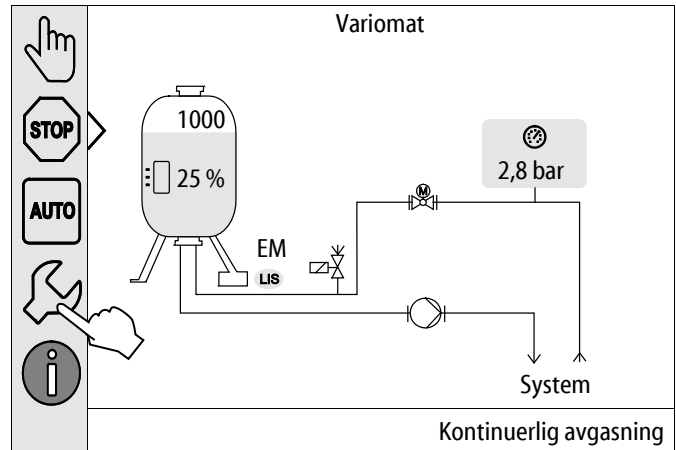 Variomat
STOP
1000
2,8 bar
25 %
M
AUTO
EM
LIS
System
Kontinuerlig avgasning